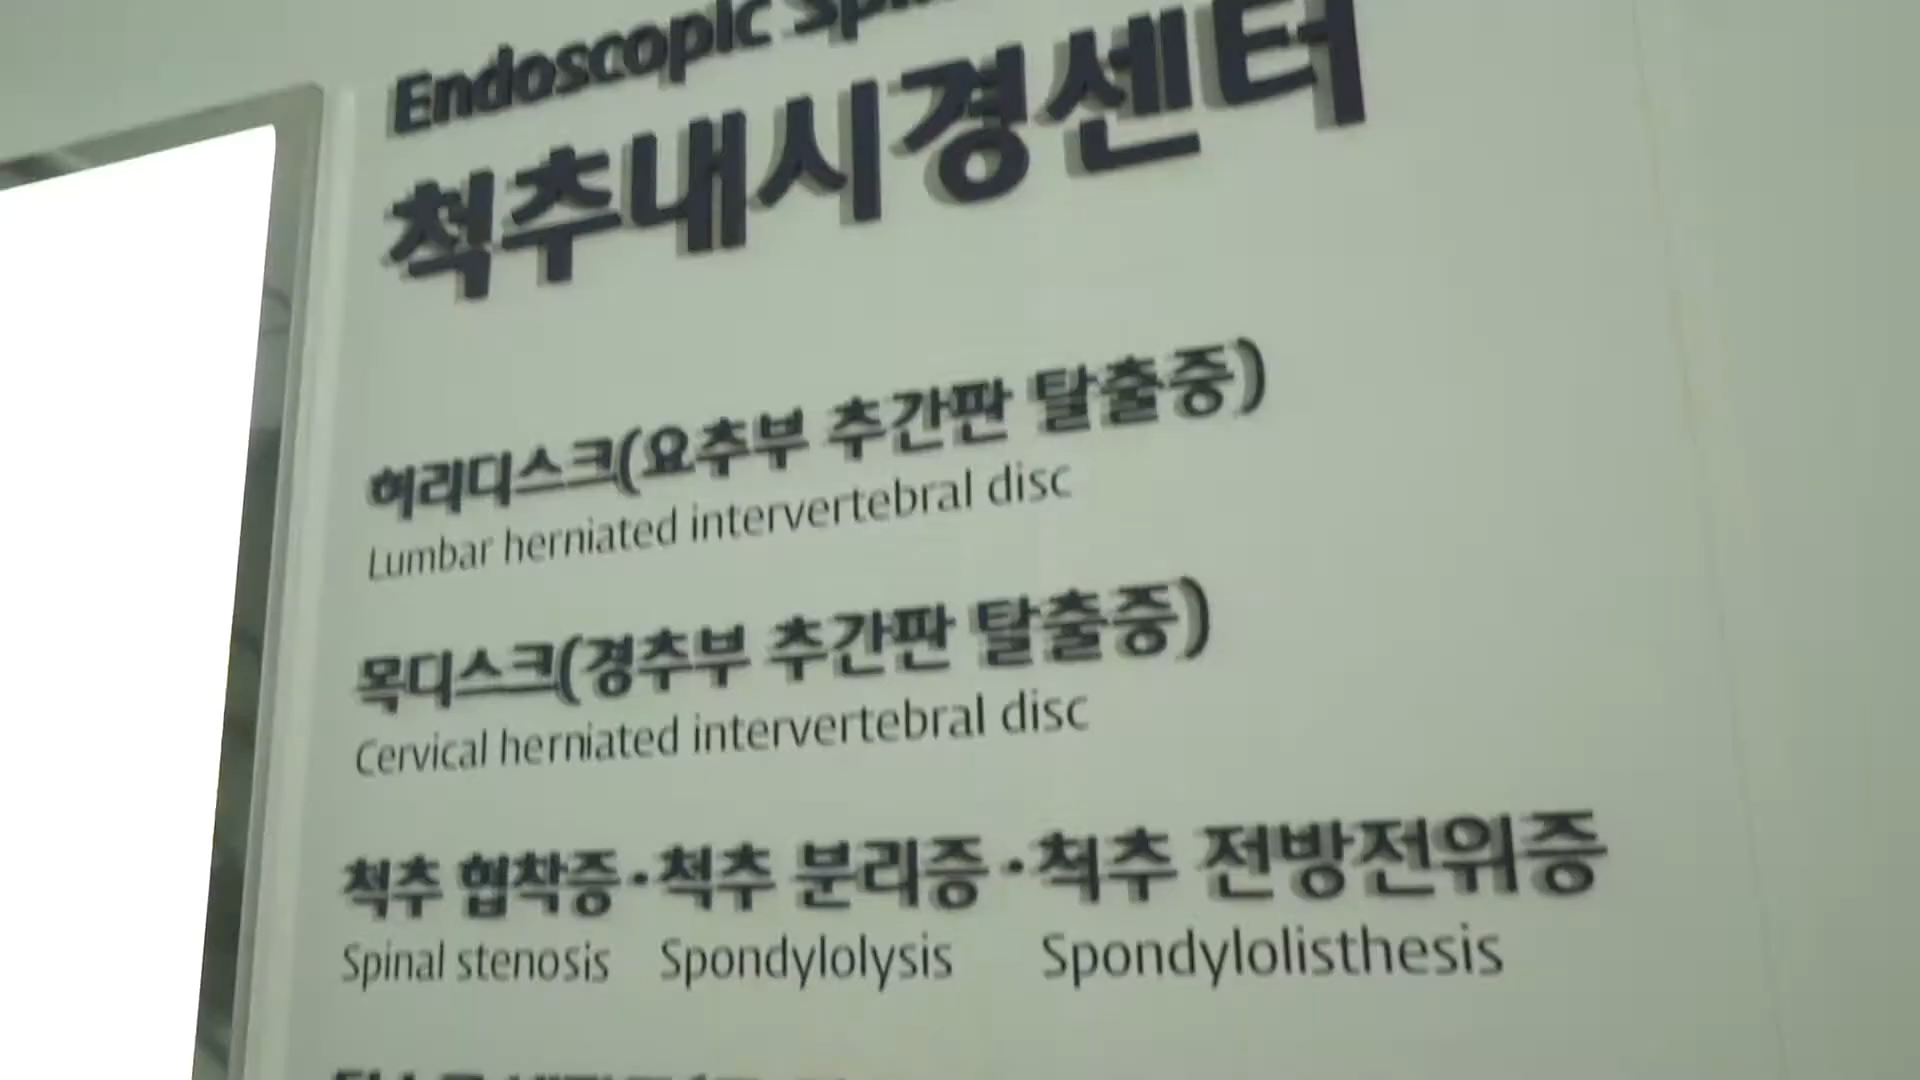 Endoscopic
척추내시경센터
허리디스크(요추부 추간판 탈출증)
Lumbar herniated intervertebral disc
목디스크(경추부 추간판 탈출증)
Cervical herniated intervertebral disc
척추 협착증·척추 분리증·척추 전방전위증
Spinal stenosis Spondylolysis Spondylolisthesis